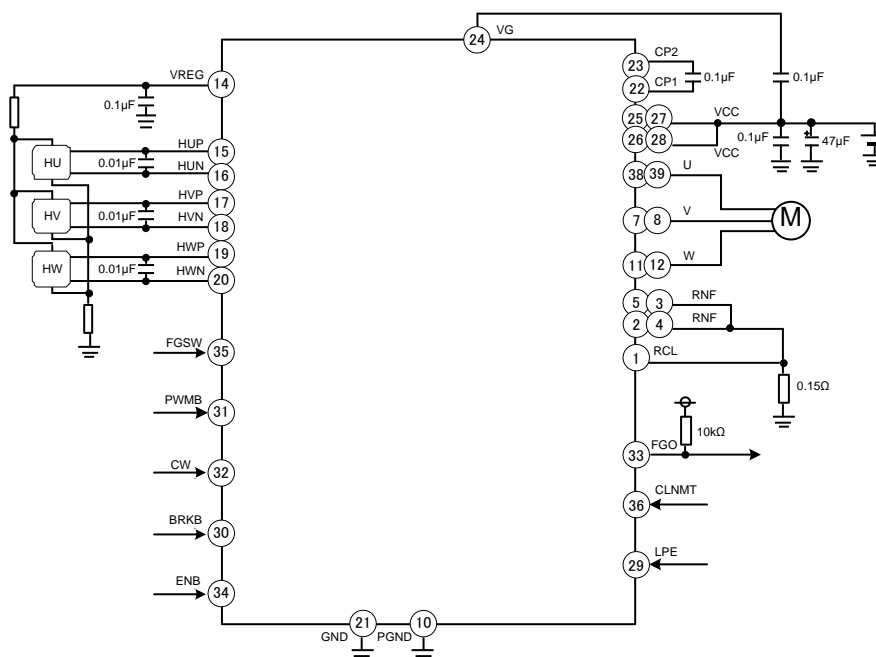 24 VG
23 CP2
0.1µF
22 CP1
0.1µF
VREG 14
0.1µF
25 27 VCC
26 28 VCC
0.1µF
+ 47µF
HU
HUP 15
0.01µF
HUN 16
38 39 U
HV
HVP 17
0.01µF
HVN 18
7 8 V
M
HW
HWP 19
0.01µF
HWN 20
11 12 W
5 3 RNF
2 4 RNF
1 RCL
0.15Ω
FGSW 35
PWMB 31
10kΩ
33 FGO
CW 32
36 CLNMT
BRKB 30
29 LPE
ENB 34
GND 21
PGND 10